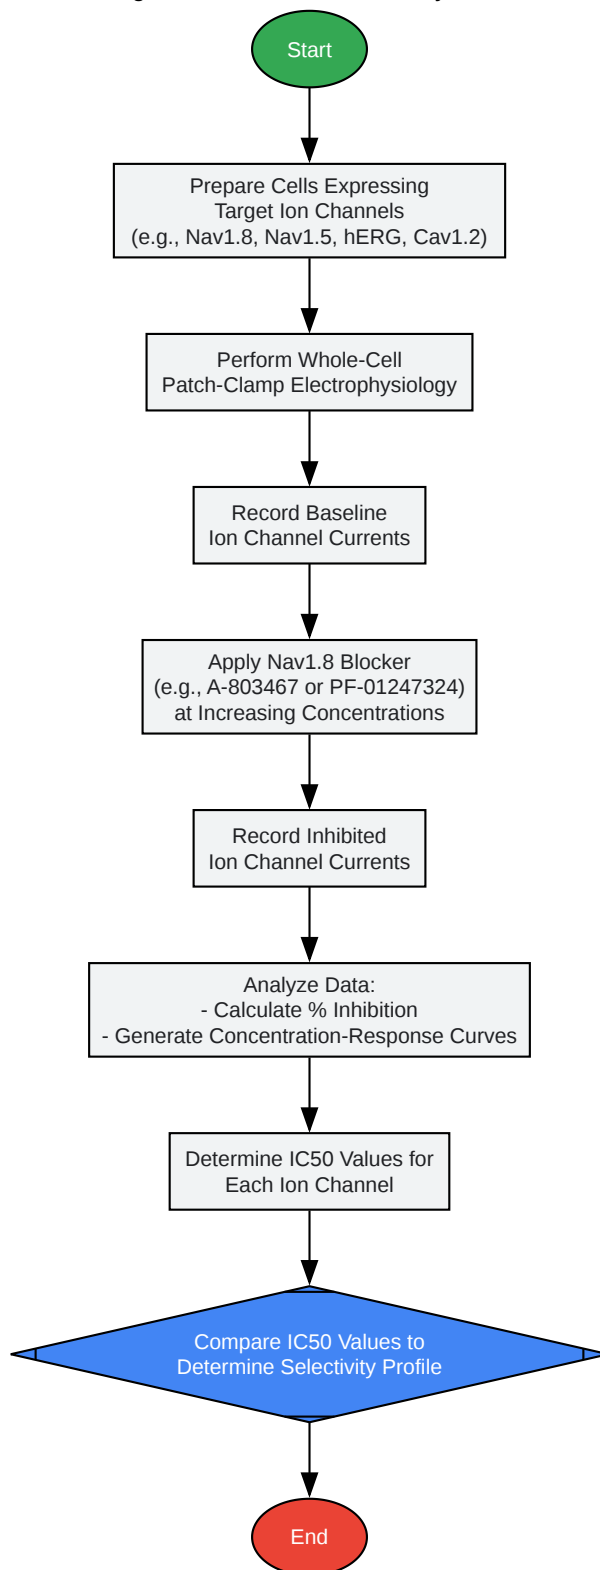 Start
Prepare Cells Expressing
Target Ion Channels
(e.g., Nav1.8, Nav1.5, hERG, Cav1.2)
Perform Whole-Cell
Patch-Clamp Electrophysiology
Record Baseline
Ion Channel Currents
Apply Nav1.8 Blocker
(e.g., A-803467 or PF-01247324)
at Increasing Concentrations
Record Inhibited
Ion Channel Currents
Analyze Data:
- Calculate % Inhibition
- Generate Concentration-Response Curves
Determine IC50 Values for
Each Ion Channel
Compare IC50 Values to
Determine Selectivity Profile
End